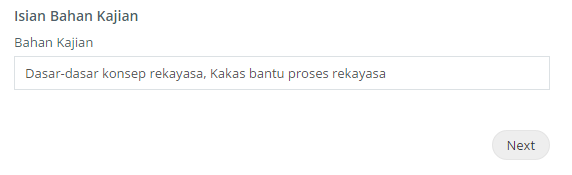 Isian Bahan Kajian
Bahan Kajian
Dasar-dasar konsep rekayasa, Kakas bantu proses rekayasa
Next